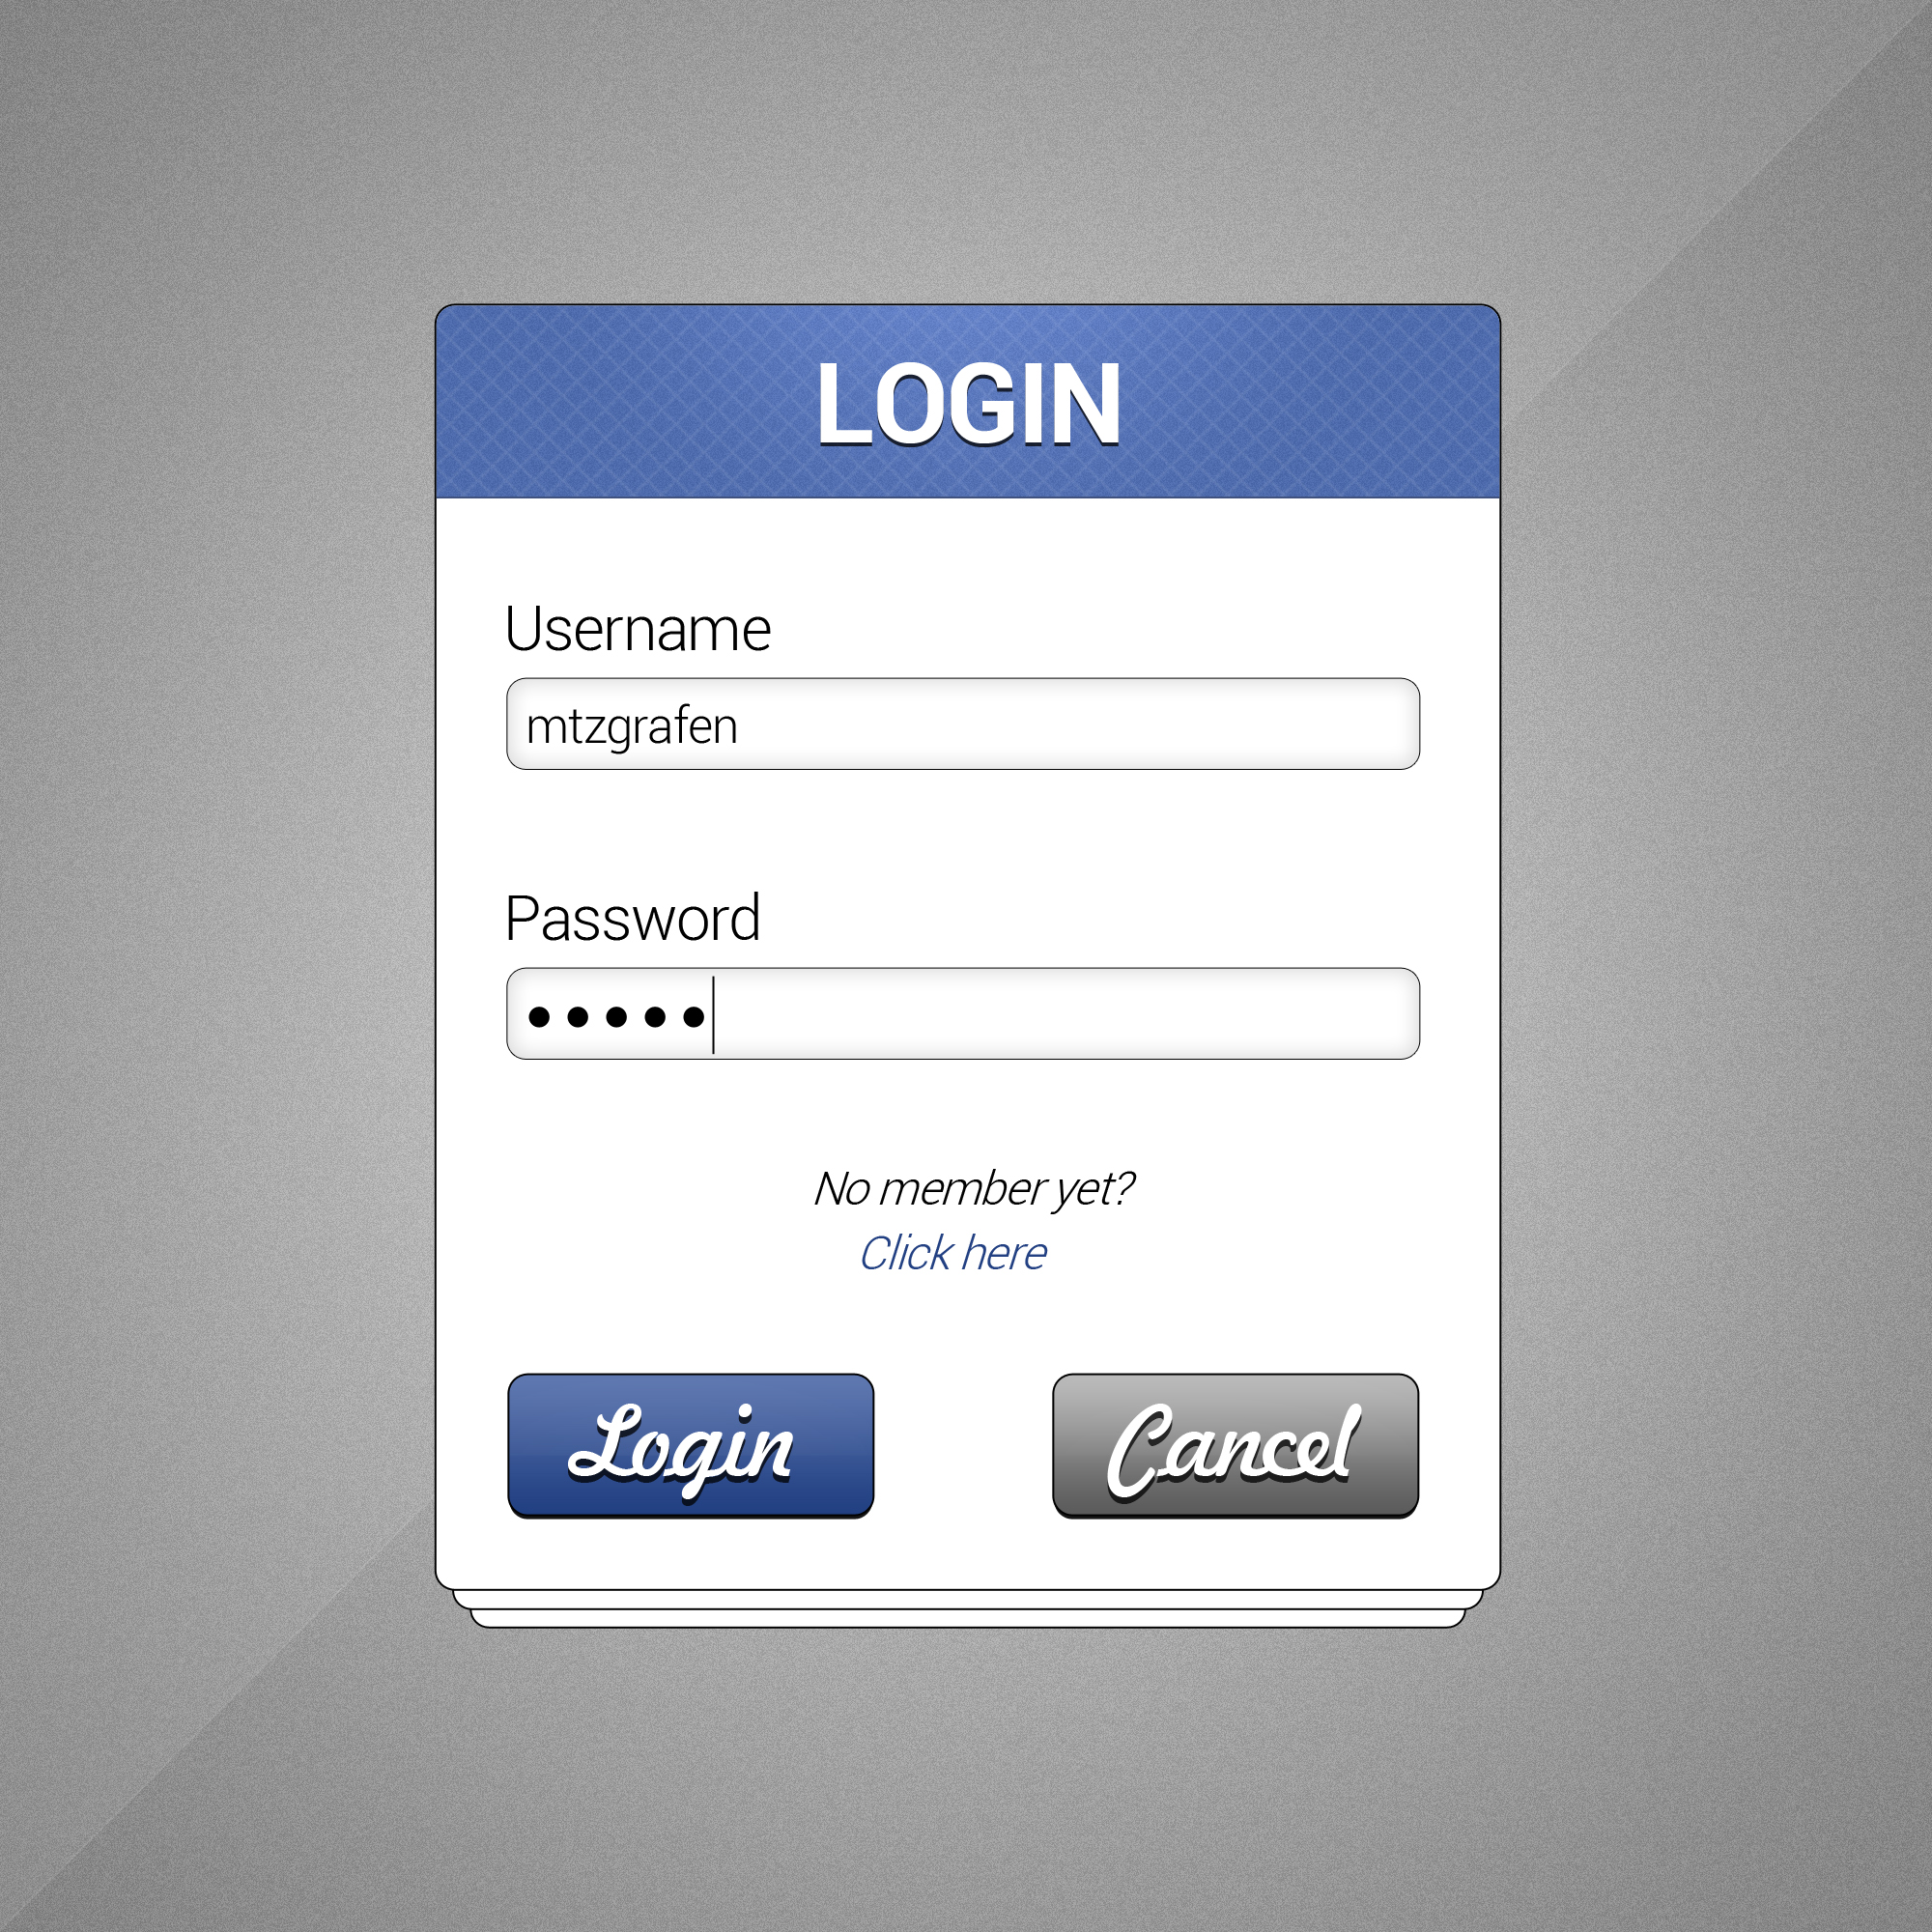 LOGIN
Username
mtzgrafen
Password
●●●●●
No member yet?
Click here
Login
Cancel